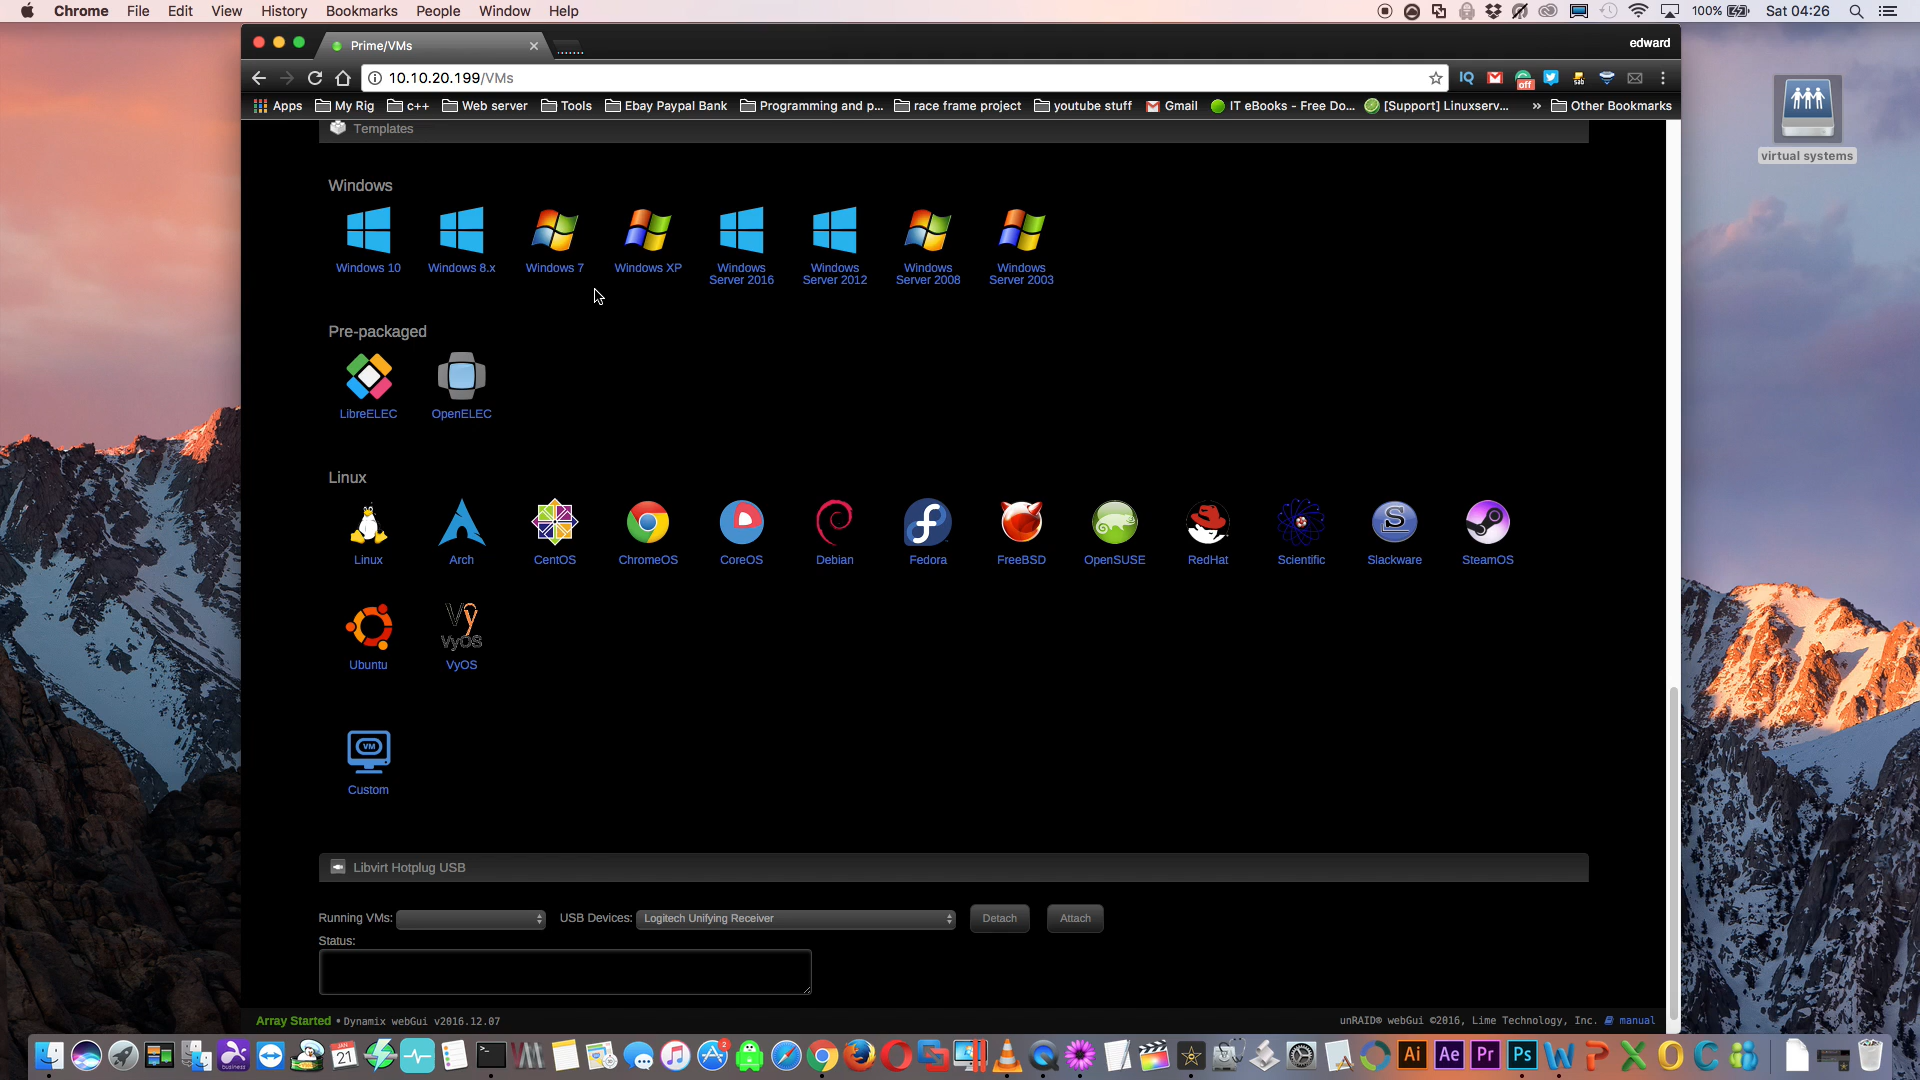 Chrome File Edit View History Bookmarks People Window Help 100% Sat 04:26
Prime/VMs edward
10.10.20.199/VMs
Apps My Rig c++ Web server Tools Ebay Paypal Bank Programming and p... race frame project youtube stuff Gmail IT eBooks - Free Do... [Support] Linuxserv... » Other Bookmarks
virtual systems
Templates
Windows
Windows 10 Windows 8.x Windows 7 Windows XP Windows Server 2016 Windows Server 2012 Windows Server 2008 Windows Server 2003
Pre-packaged
LibreELEC OpenELEC
Linux
Linux Arch CentOS ChromeOS CoreOS Debian Fedora FreeBSD OpenSUSE RedHat Scientific Slackware SteamOS
Vy
VyOS
Ubuntu VyOS
VM
Custom
Libvirt Hotplug USB
Running VMs: USB Devices: Logitech Unifying Receiver Detach Attach
Status:
Array Started • Dynamix webGui v2016.12.07 unRAID® webGui ©2016, Lime Technology, Inc. manual